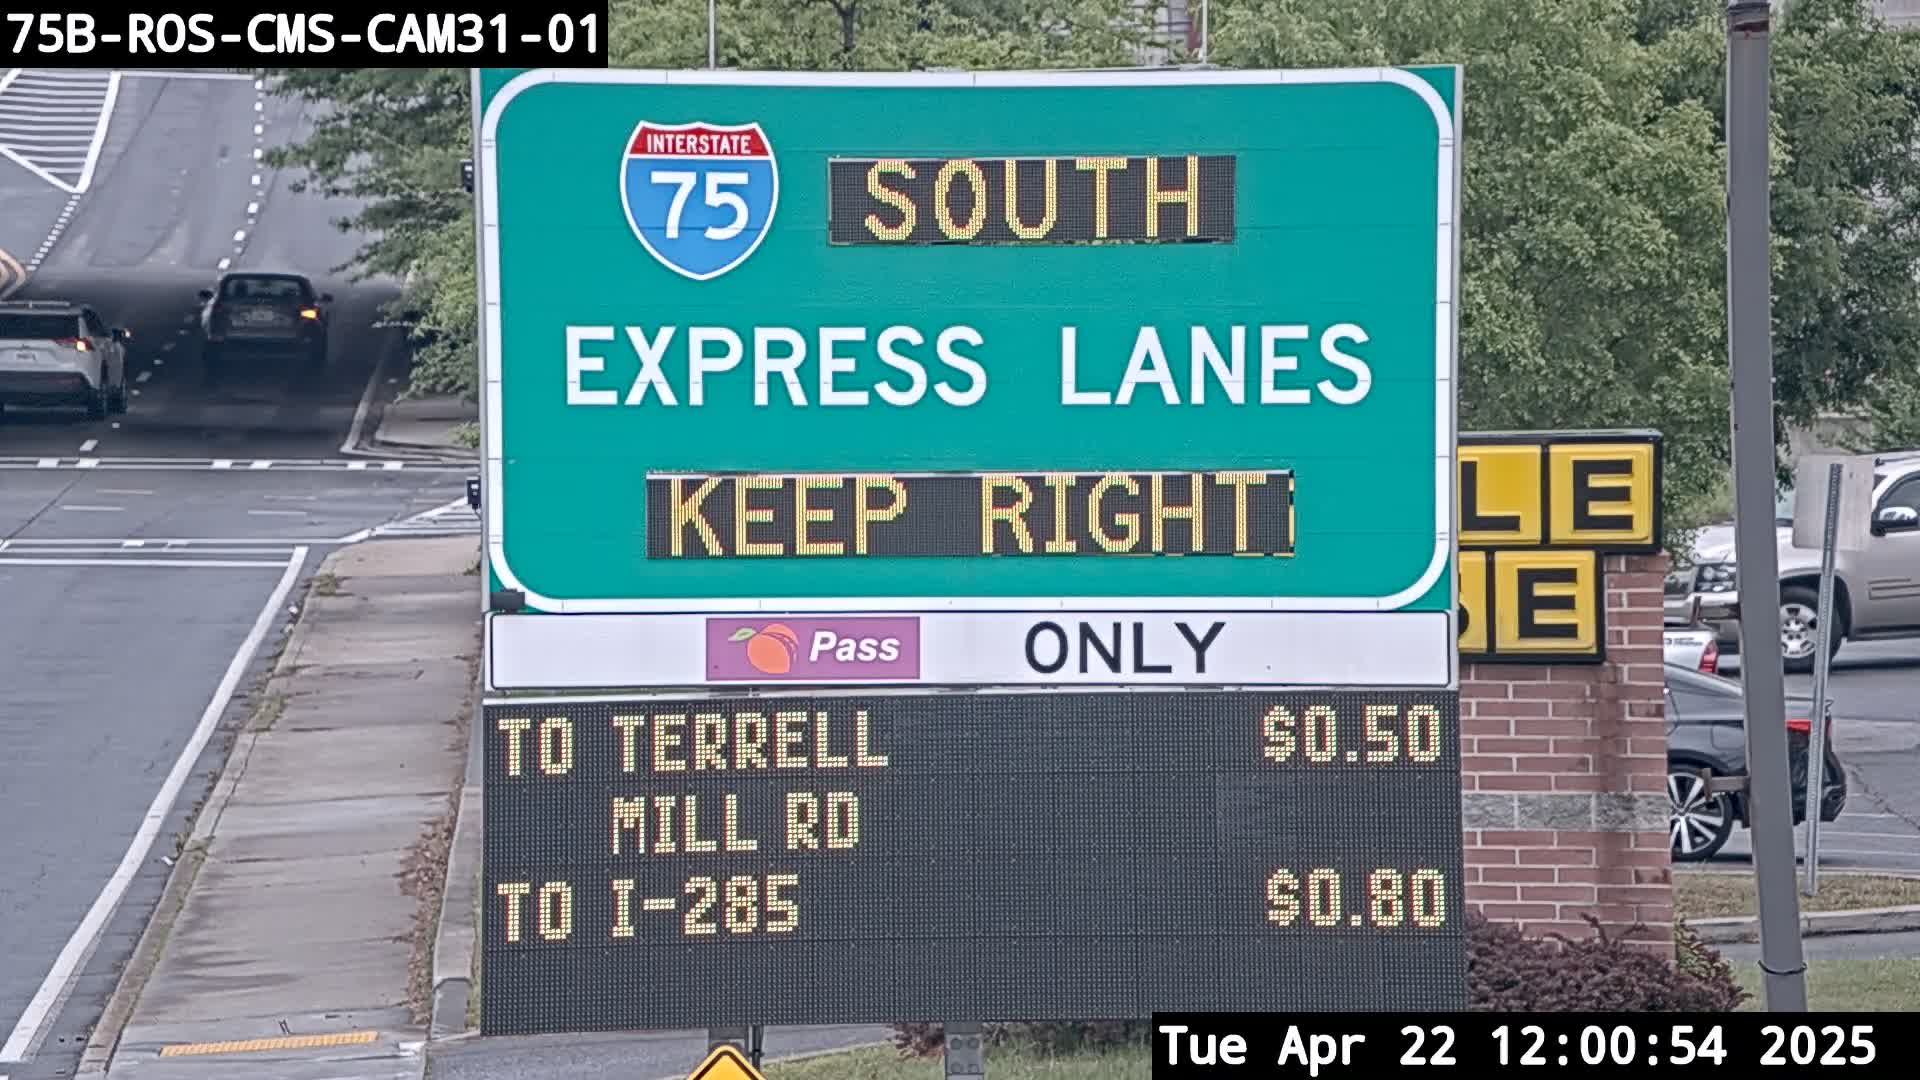 75B-ROS-CMS-CAM31-01
INTERSTATE
75
SOUTH
EXPRESS LANES
KEEP RIGHT
Pass ONLY
TO TERRELL $0.50
MILL RD
TO I-285 $0.80
LE
E
Tue Apr 22 12:00:54 2025